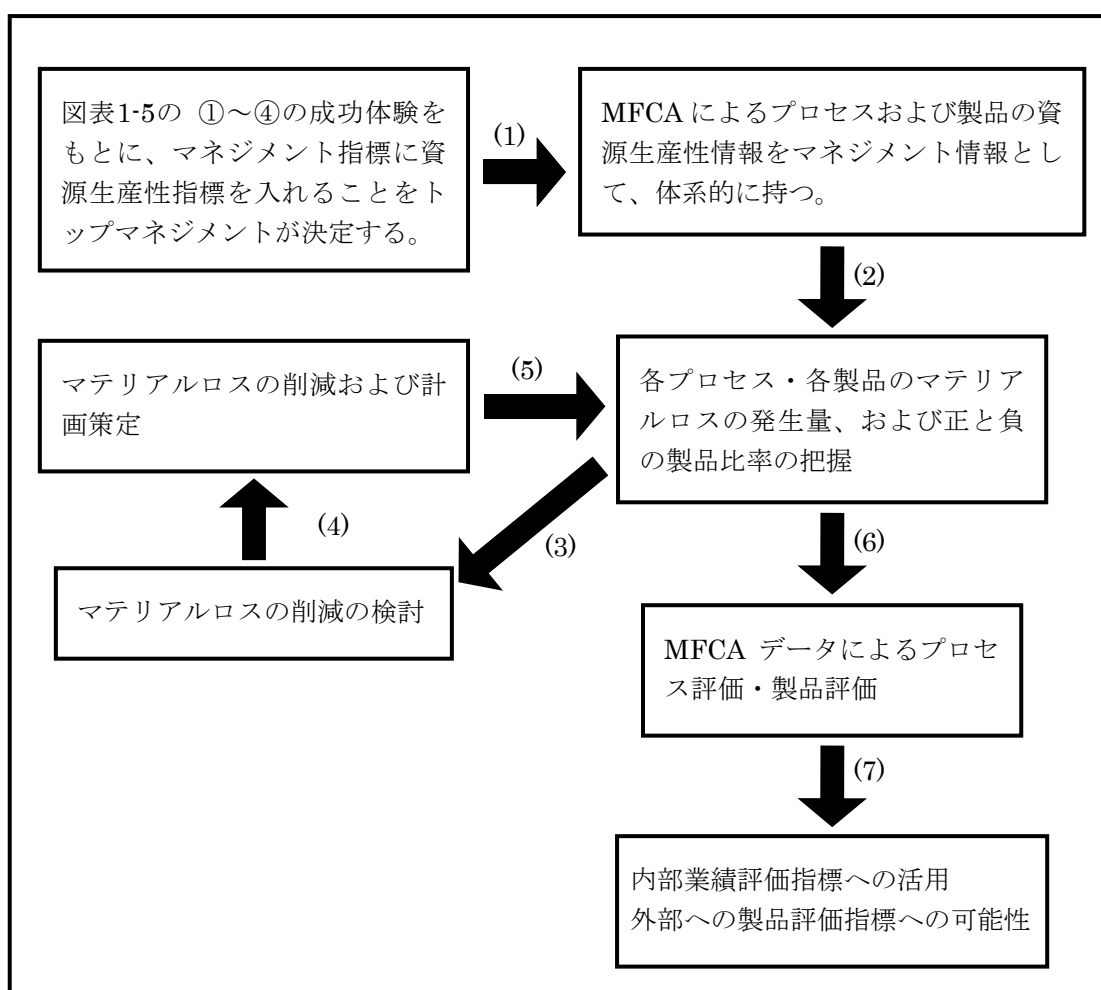 図表1-5の ①～④の成功体験を
もとに、マネジメント指標に資
源生産性指標を入れることをト
ップマネジメントが決定する。
(1)
MFCA によるプロセスおよび製品の資
源生産性情報をマネジメント情報とし
て、体系的に持つ。
(2)
マテリアルロスの削減および計
画策定
(5)
各プロセス・各製品のマテリア
ルロスの発生量、および正と負
の製品比率の把握
(4)
(3)
(6)
マテリアルロスの削減の検討
MFCA データによるプロセ
ス評価・製品評価
(7)
内部業績評価指標への活用
外部への製品評価指標への可能性